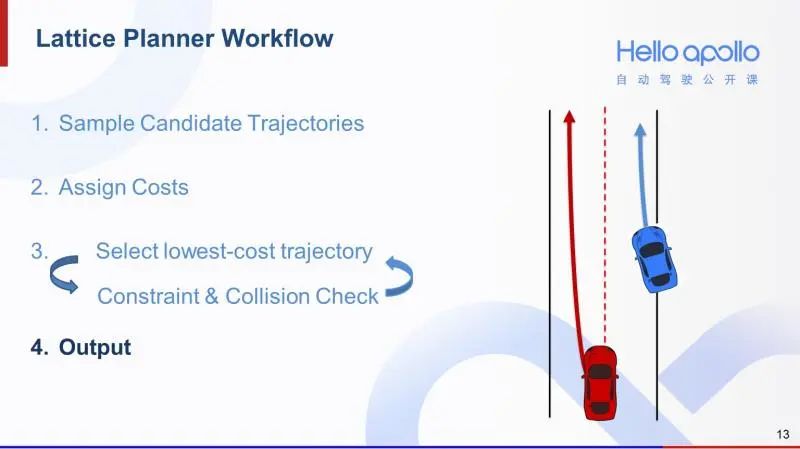 Lattice Planner Workflow
Hello apollo
自动驾驶公开课
1. Sample Candidate Trajectories
2. Assign Costs
3. Select lowest-cost trajectory
Constraint & Collision Check
4. Output
13